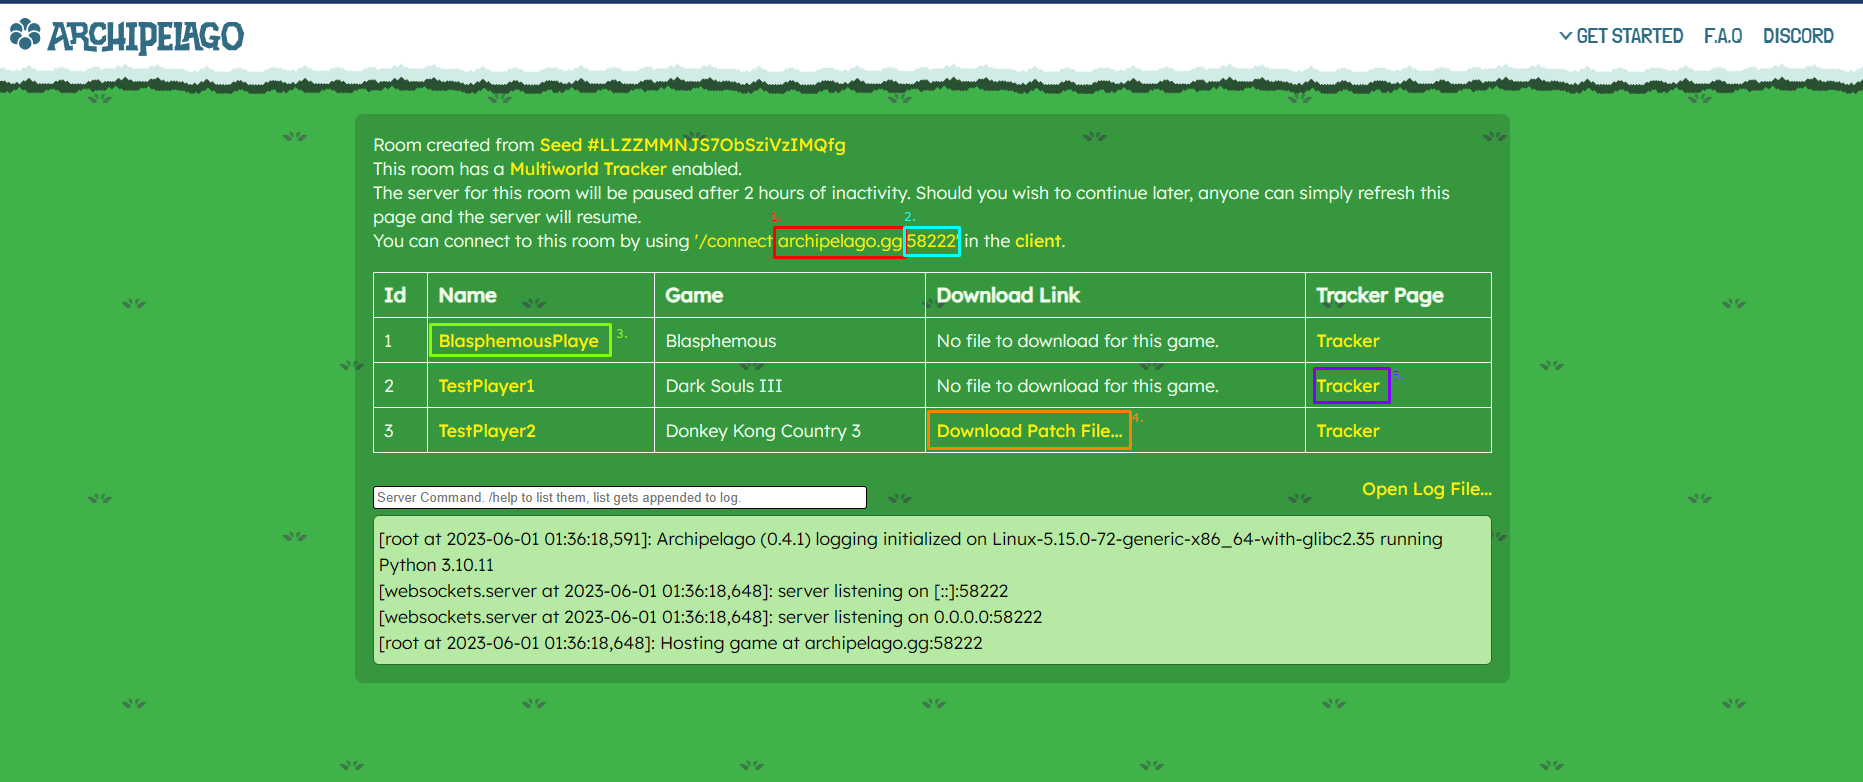 ARCHIPELAGO
GET STARTED F.A.Q DISCORD
Room created from Seed #LLZZMMNJS7ObSziVzIMQfg
This room has a Multiworld Tracker enabled.
The server for this room will be paused after 2 hours of inactivity. Should you wish to continue later, anyone can simply refresh this
page and the server will resume.
1. 2.
You can connect to this room by using '/connect archipelago.gg:58222' in the client.
Id Name Game Download Link Tracker Page
1 BlasphemousPlaye 3. Blasphemous No file to download for this game. Tracker
2 TestPlayer1 Dark Souls III No file to download for this game. Tracker
3 TestPlayer2 Donkey Kong Country 3 Download Patch File... 4. Tracker
Server Command. /help to list them, list gets appended to log.
Open Log File...
[root at 2023-06-01 01:36:18,591]: Archipelago (0.4.1) logging initialized on Linux-5.15.0-72-generic-x86_64-with-glibc2.35 running
Python 3.10.11
[websockets.server at 2023-06-01 01:36:18,648]: server listening on [::]:58222
[websockets.server at 2023-06-01 01:36:18,648]: server listening on 0.0.0.0:58222
[root at 2023-06-01 01:36:18,648]: Hosting game at archipelago.gg:58222